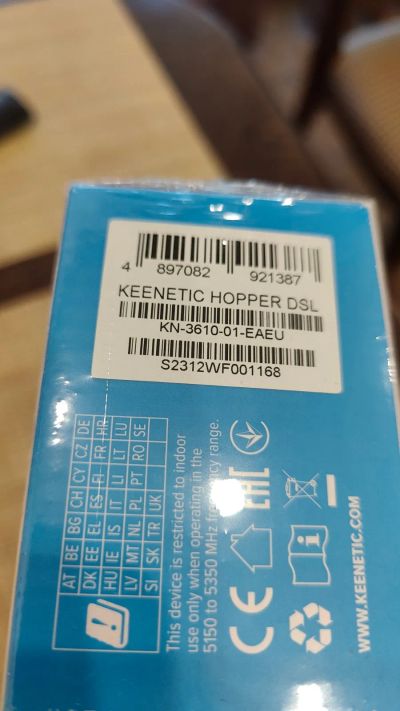 4 897082 921387
KEENETIC HOPPER DSL
KN-3610-01-EAEU
S2312WF001168
AT BE BG CH CY CZ DE
DK EE EL ES FI FR HR
HU IE IS IT LI LT LU
LV MT NL PL PT RO SE
SI SK TR UK
This device is restricted to indoor
use only when operating in the
5150 to 5350 MHz frequency range.
CE EAC
WWW.KEENETIC.COM